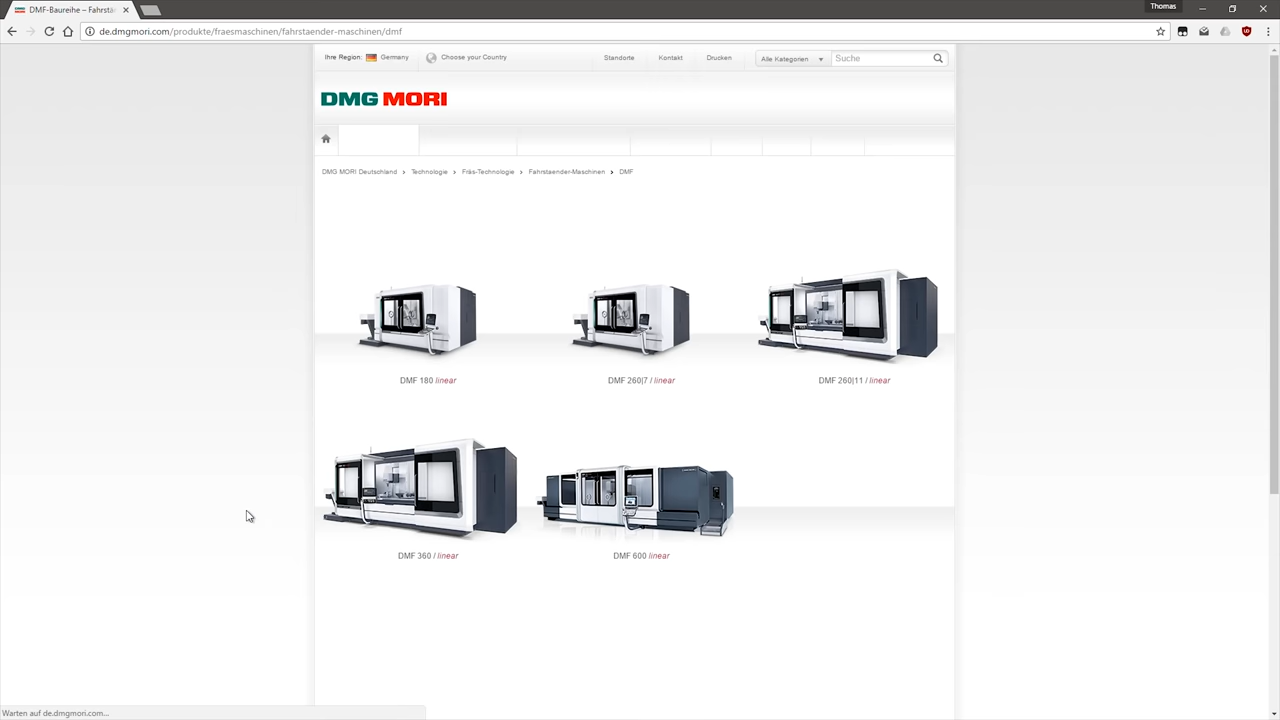 DMF-Baureihe – Fahrstä
Thomas
de.dmgmori.com/produkte/fraesmaschinen/fahrstaender-maschinen/dmf
Ihre Region: Germany Choose your Country Standorte Kontakt Drucken Alle Kategorien Suche
DMG MORI
DMG MORI Deutschland › Technologie › Fräs-Technologie › Fahrstaender-Maschinen › DMF
DMF 180 linear
DMF 260|7 / linear
DMF 260|11 / linear
DMF 360 / linear
DMF 600 linear
Warten auf de.dmgmori.com...